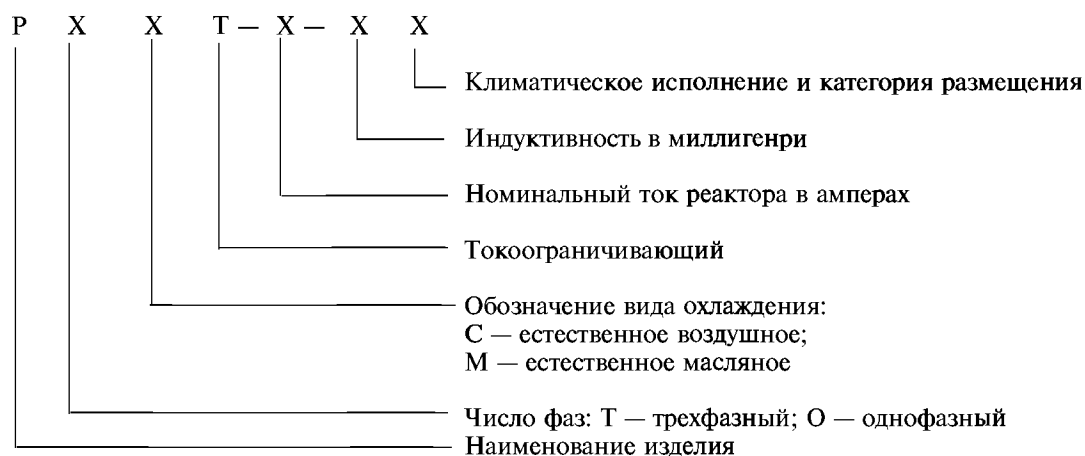 Р Х Х Т — Х — Х Х
Климатическое исполнение и категория размещения
Индуктивность в миллигенри
Номинальный ток реактора в амперах
Токоограничивающий
Обозначение вида охлаждения:
С — естественное воздушное;
М — естественное масляное
Число фаз: Т — трехфазный; О — однофазный
Наименование изделия